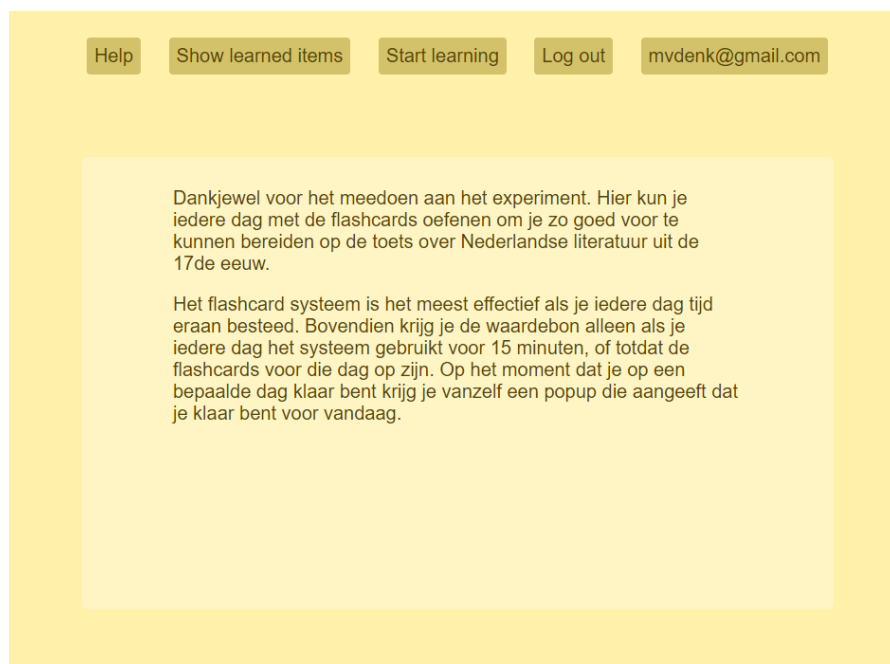 Help Show learned items Start learning Log out mvdenk@gmail.com
Dankjewel voor het meedoen aan het experiment. Hier kun je
iedere dag met de flashcards oefenen om je zo goed voor te
kunnen bereiden op de toets over Nederlandse literatuur uit de
17de eeuw.
Het flashcard systeem is het meest effectief als je iedere dag tijd
eraan besteed. Bovendien krijg je de waardebon alleen als je
iedere dag het systeem gebruikt voor 15 minuten, of totdat de
flashcards voor die dag op zijn. Op het moment dat je op een
bepaalde dag klaar bent krijg je vanzelf een popup die aangeeft dat
je klaar bent voor vandaag.